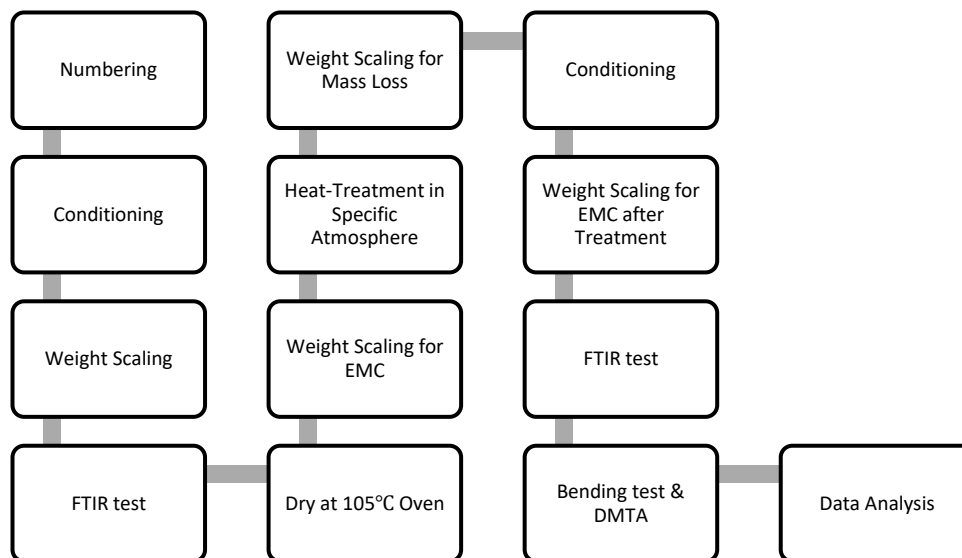 Numbering
Conditioning
Weight Scaling
FTIR test
Dry at 105℃ Oven
Weight Scaling for
EMC
Heat-Treatment in
Specific
Atmosphere
Weight Scaling for
Mass Loss
Conditioning
Weight Scaling for
EMC after
Treatment
FTIR test
Bending test &
DMTA
Data Analysis